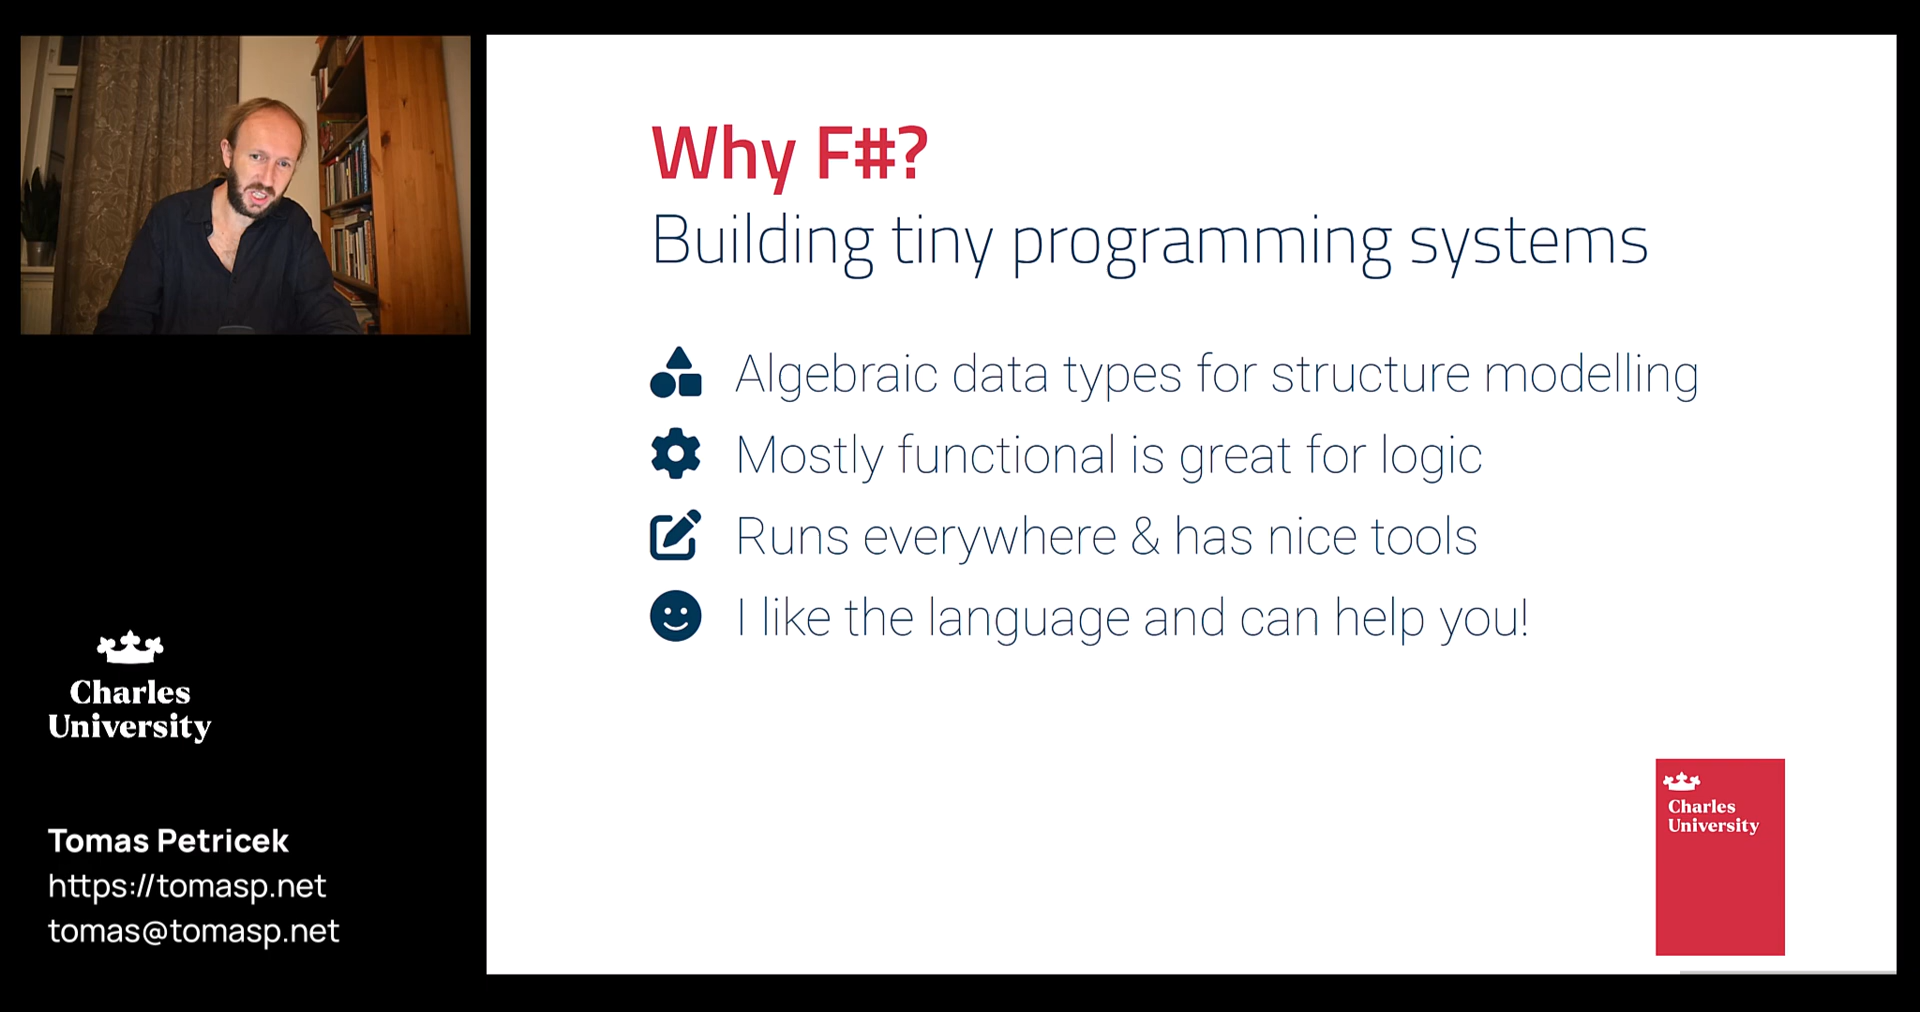 Why F#?
Building tiny programming systems
Algebraic data types for structure modelling
Mostly functional is great for logic
Runs everywhere & has nice tools
I like the language and can help you!
Charles
University
Tomas Petricek
https://tomasp.net
tomas@tomasp.net
Charles
University